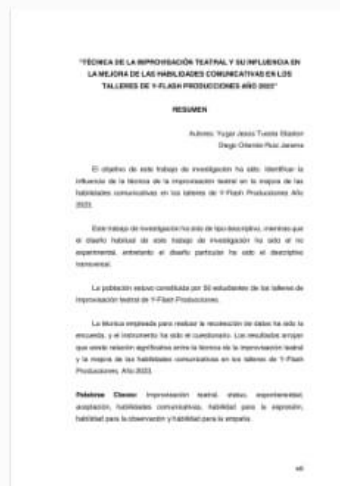 "TÉCNICA DE LA IMPROVISACIÓN TEATRAL Y SU INFLUENCIA EN
LA MEJORA DE LAS HABILIDADES COMUNICATIVAS EN LOS
TALLERES DE Y-FLASH PRODUCCIONES AÑO 2023"
RESUMEN
Autores: Yugar Jesús Tuesta
Diego Orlando Ruiz
El objetivo de este trabajo de investigación ha sido: Identificar la
influencia de la técnica de la improvisación teatral en la mejora de las
habilidades comunicativas en los talleres de Y-Flash Producciones Año
2023.
Este trabajo de investigación ha sido de tipo descriptivo, mientras que
el diseño habitual de este trabajo de investigación ha sido el no
experimental, entretanto el diseño particular ha sido el descriptivo
transversal.
La población estuvo constituida por 50 estudiantes de los talleres de
improvisación teatral de Y-Flash Producciones.
La técnica empleada para realizar la recolección de datos ha sido la
encuesta, y el instrumento ha sido el cuestionario. Los resultados arrojan
que existe relación significativa entre la técnica de la improvisación teatral
y la mejora de las habilidades comunicativas en los talleres de Y-Flash
Producciones, Año 2023.
Palabras Claves: Improvisación teatral, status, espontaneidad,
aceptación, habilidades comunicativas, habilidad para la expresión,
habilidad para la observación y habilidad para la empatía.